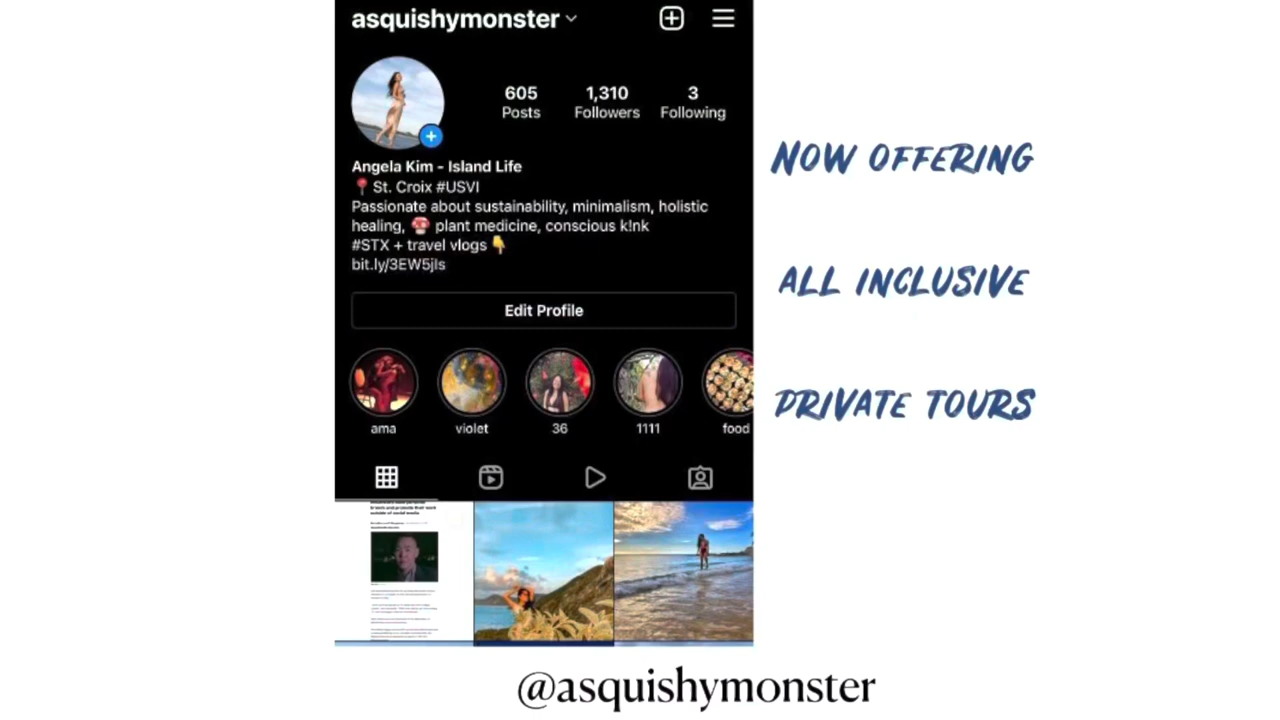 asquishymonster
605
1,310
3
Posts
Followers
Following
Angela Kim - Island Life
St. Croix #USVI
Passionate about sustainability, minimalism, holistic
healing, 🍄 plant medicine, conscious k!nk
#STX + travel vlogs 👇
bit.ly/3EW5jIs
Edit Profile
ama
violet
36
1111
food
NOW OFFERING
ALL INCLUSIVE
PRIVATE TOURS
@asquishymonster